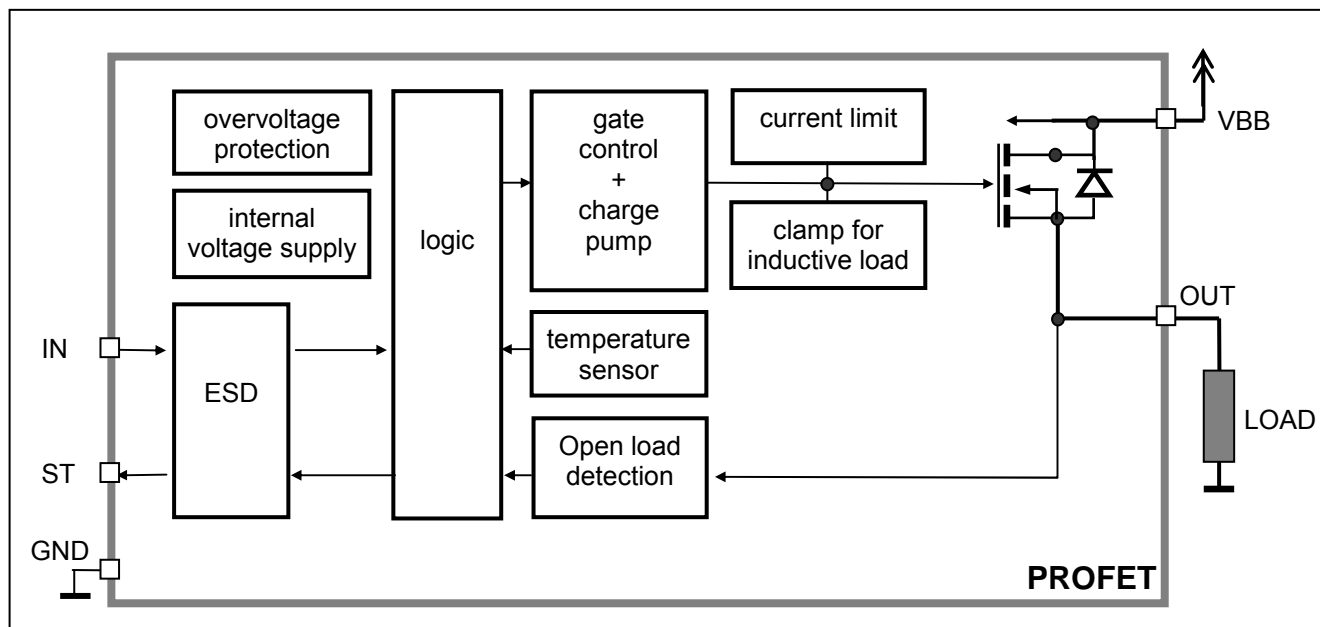 overvoltage
protection
internal
voltage supply
logic
gate
control
+
charge
pump
current limit
clamp for
inductive load
VBB
OUT
IN
ESD
temperature
sensor
LOAD
ST
Open load
detection
GND
PROFET